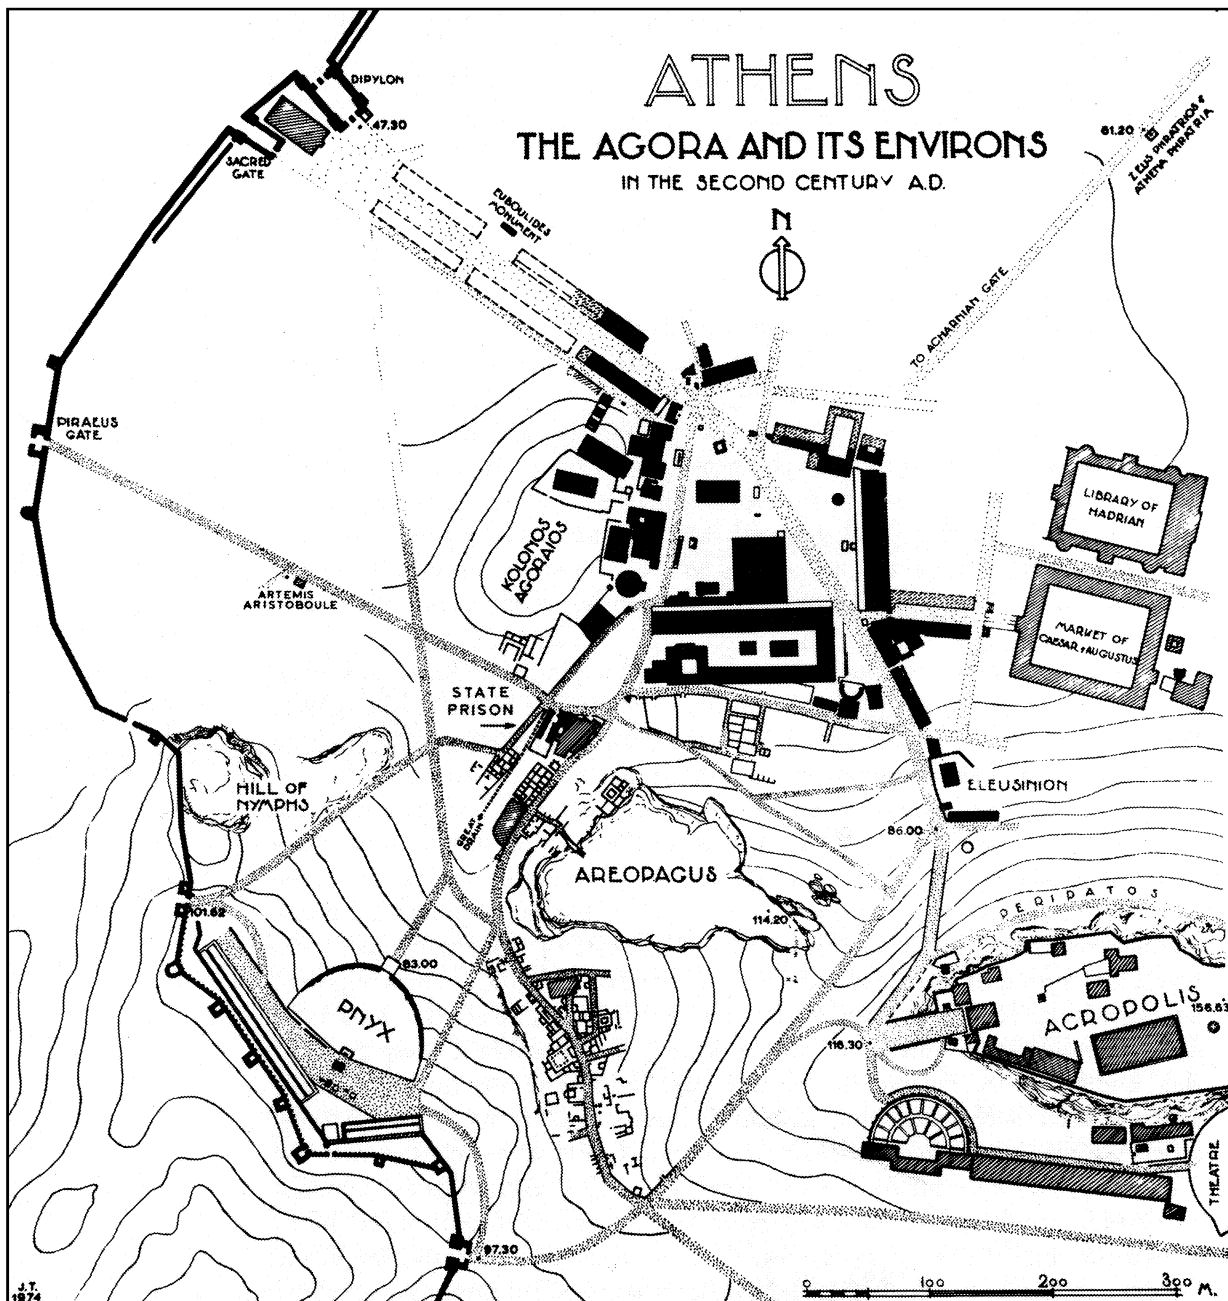 ATHENS
THE AGORA AND ITS ENVIRONS
IN THE SECOND CENTURY A.D.
N
DIPYLON
47.30
SACRED
GATE
EUBOULIDES
MONUMENT
61.20
ZEUS PHRATRIOS &
ATHENA PHRATRIA
TO ACHARNIAN GATE
PIRAEUS
GATE
LIBRARY OF
HADRIAN
KOLONOS
AGORAIOS
ARTEMIS
ARISTOBOULE
MARKET OF
CAESAR & AUGUSTUS
STATE
PRISON
HILL OF
NYMPHS
ELEUSINION
GREAT
DRAIN
86.00
AREOPAGUS
PERIPATOS
101.62
114.20
83.00
PNYX
ACROPOLIS
156.63
116.30
THEATRE
97.30
J.T.
1974
0 100 200 300 M.